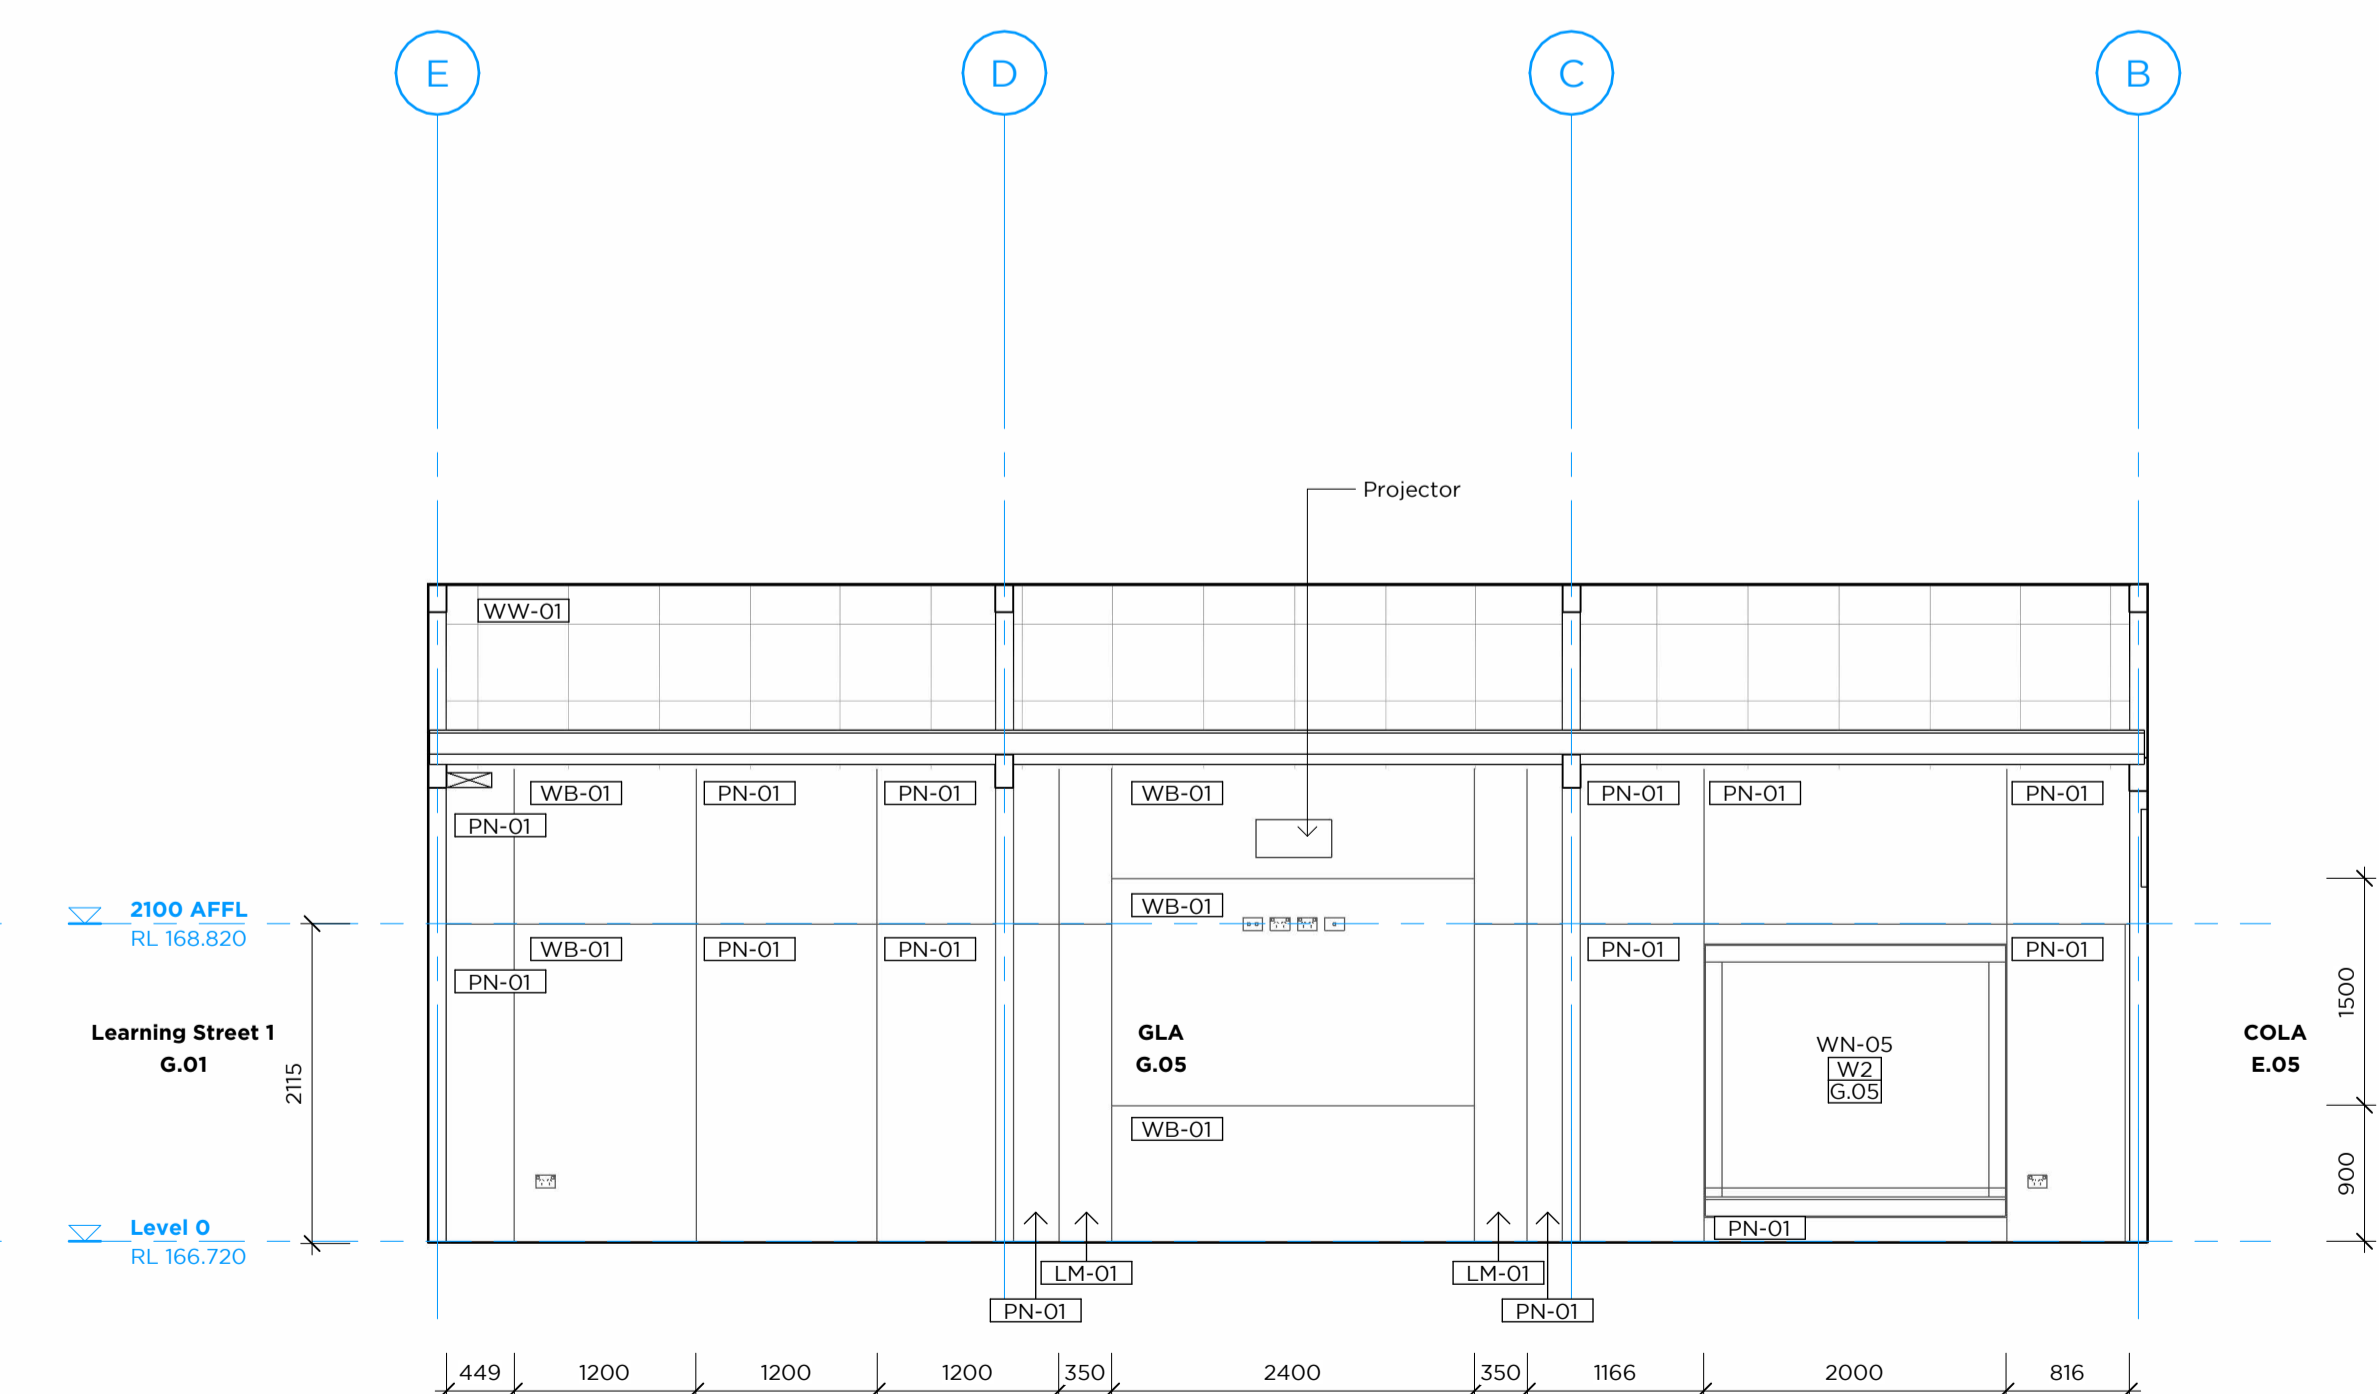 E D C B
Projector
WW-01
WB-01 PN-01 PN-01 WB-01 PN-01 PN-01 PN-01
PN-01
WB-01
2100 AFFL
RL 168.820
WB-01 PN-01 PN-01 PN-01 PN-01
PN-01
1500
Learning Street 1
G.01
GLA
G.05
COLA
E.05
WN-05
W2
G.05
2115
WB-01
900
Level 0
RL 166.720
PN-01
LM-01 LM-01
PN-01 PN-01
449 1200 1200 1200 350 2400 350 1166 2000 816